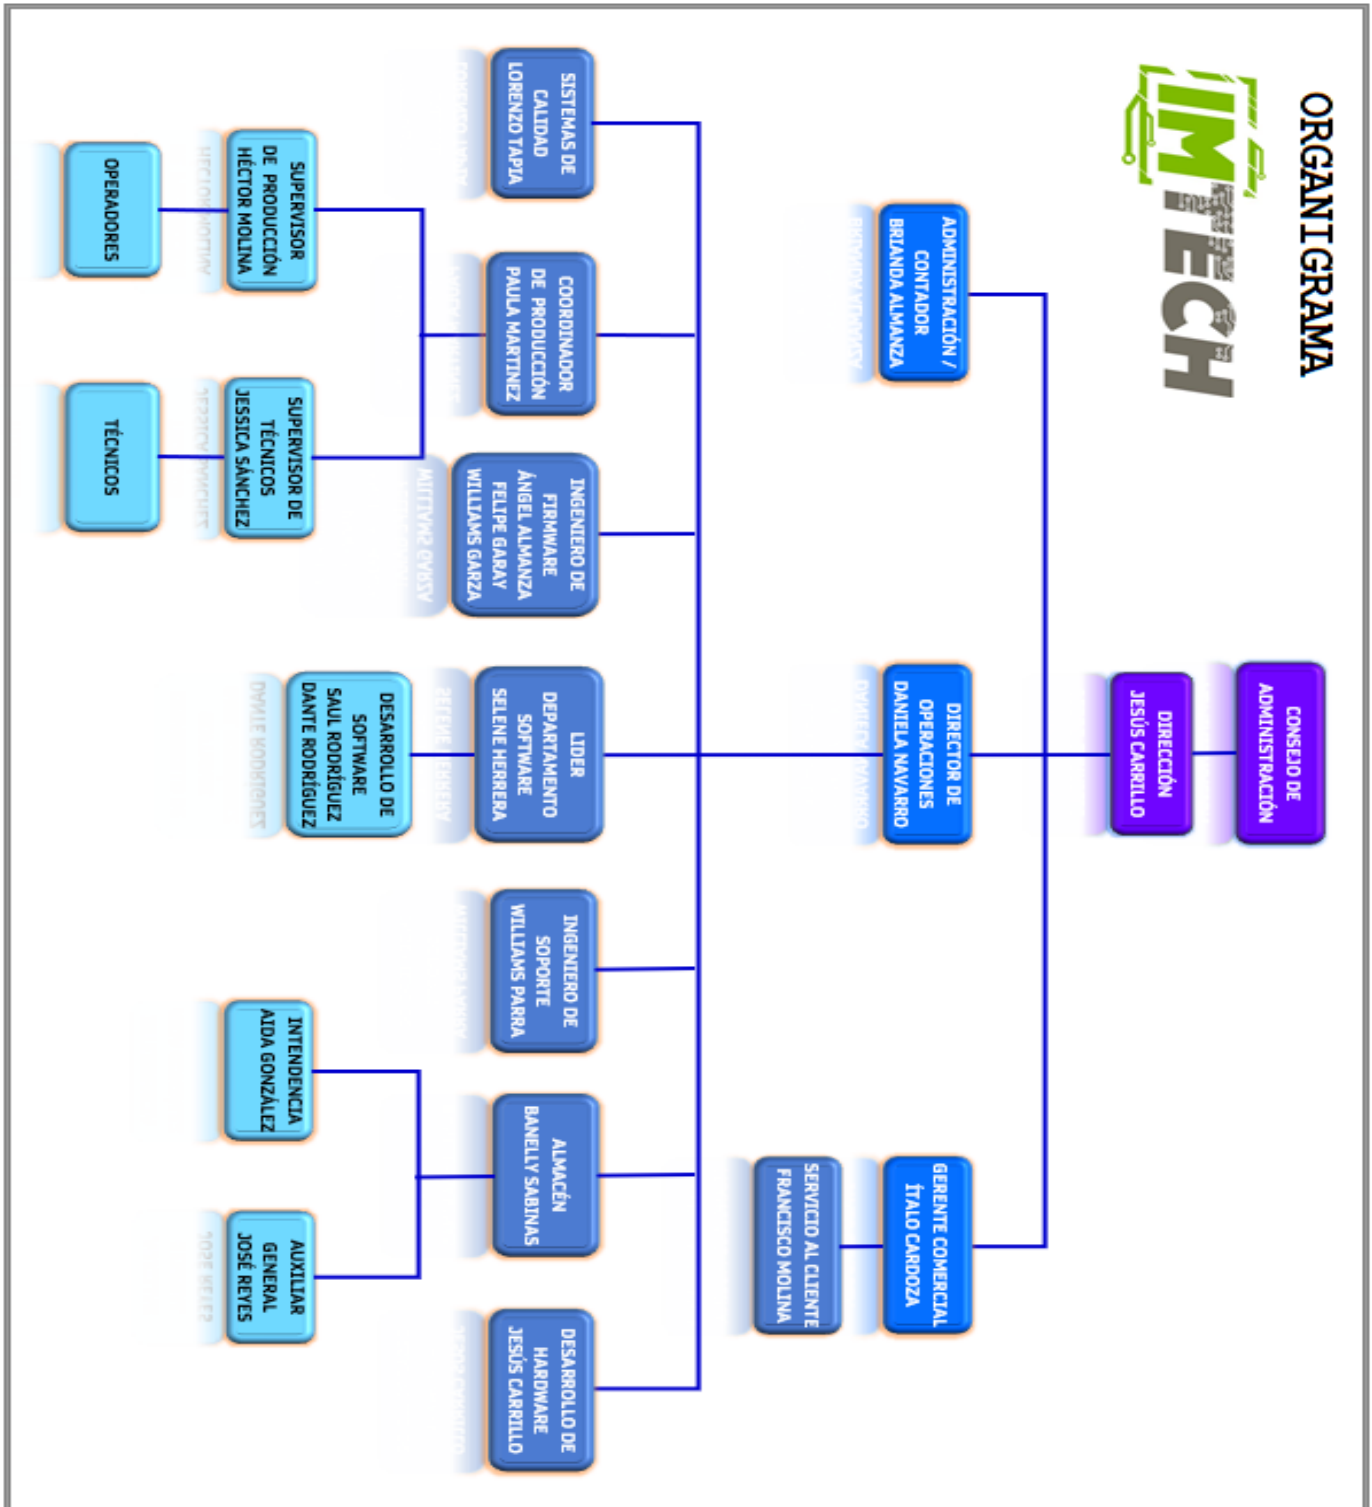 ORGANIGRAMA
IMTECH
CONSEJO DE
ADMINISTRACIÓN
DIRECCIÓN
JESÚS CARRILLO
ADMINISTRACIÓN /
CONTADOR
BRIANDA ALMANZA
DIRECTOR DE
OPERACIONES
DANIELA NAVARRO
GERENTE COMERCIAL
ÍTALO CARDOZA
SERVICIO AL CLIENTE
FRANCISCO MOLINA
SISTEMAS DE
CALIDAD
LORENZO TAPIA
COORDINADOR
DE PRODUCCIÓN
PAULA MARTINEZ
INGENIERO DE
FIRMWARE
ÁNGEL ALMANZA
FELIPE GARAY
WILLIAMS GARZA
LIDER
DEPARTAMENTO
SOFTWARE
SELENE HERRERA
INGENIERO DE
SOPORTE
WILLIAMS PARRA
ALMACÉN
BANELLY SABINAS
DESARROLLO DE
HARDWARE
JESÚS CARRILLO
SUPERVISOR
DE PRODUCCIÓN
HÉCTOR MOLINA
SUPERVISOR DE
TÉCNICOS
JESSICA SÁNCHEZ
DESARROLLO DE
SOFTWARE
SAUL RODRÍGUEZ
DANTE RODRÍGUEZ
INTENDENCIA
AIDA GONZÁLEZ
AUXILIAR
GENERAL
JOSÉ REYES
OPERADORES
TÉCNICOS